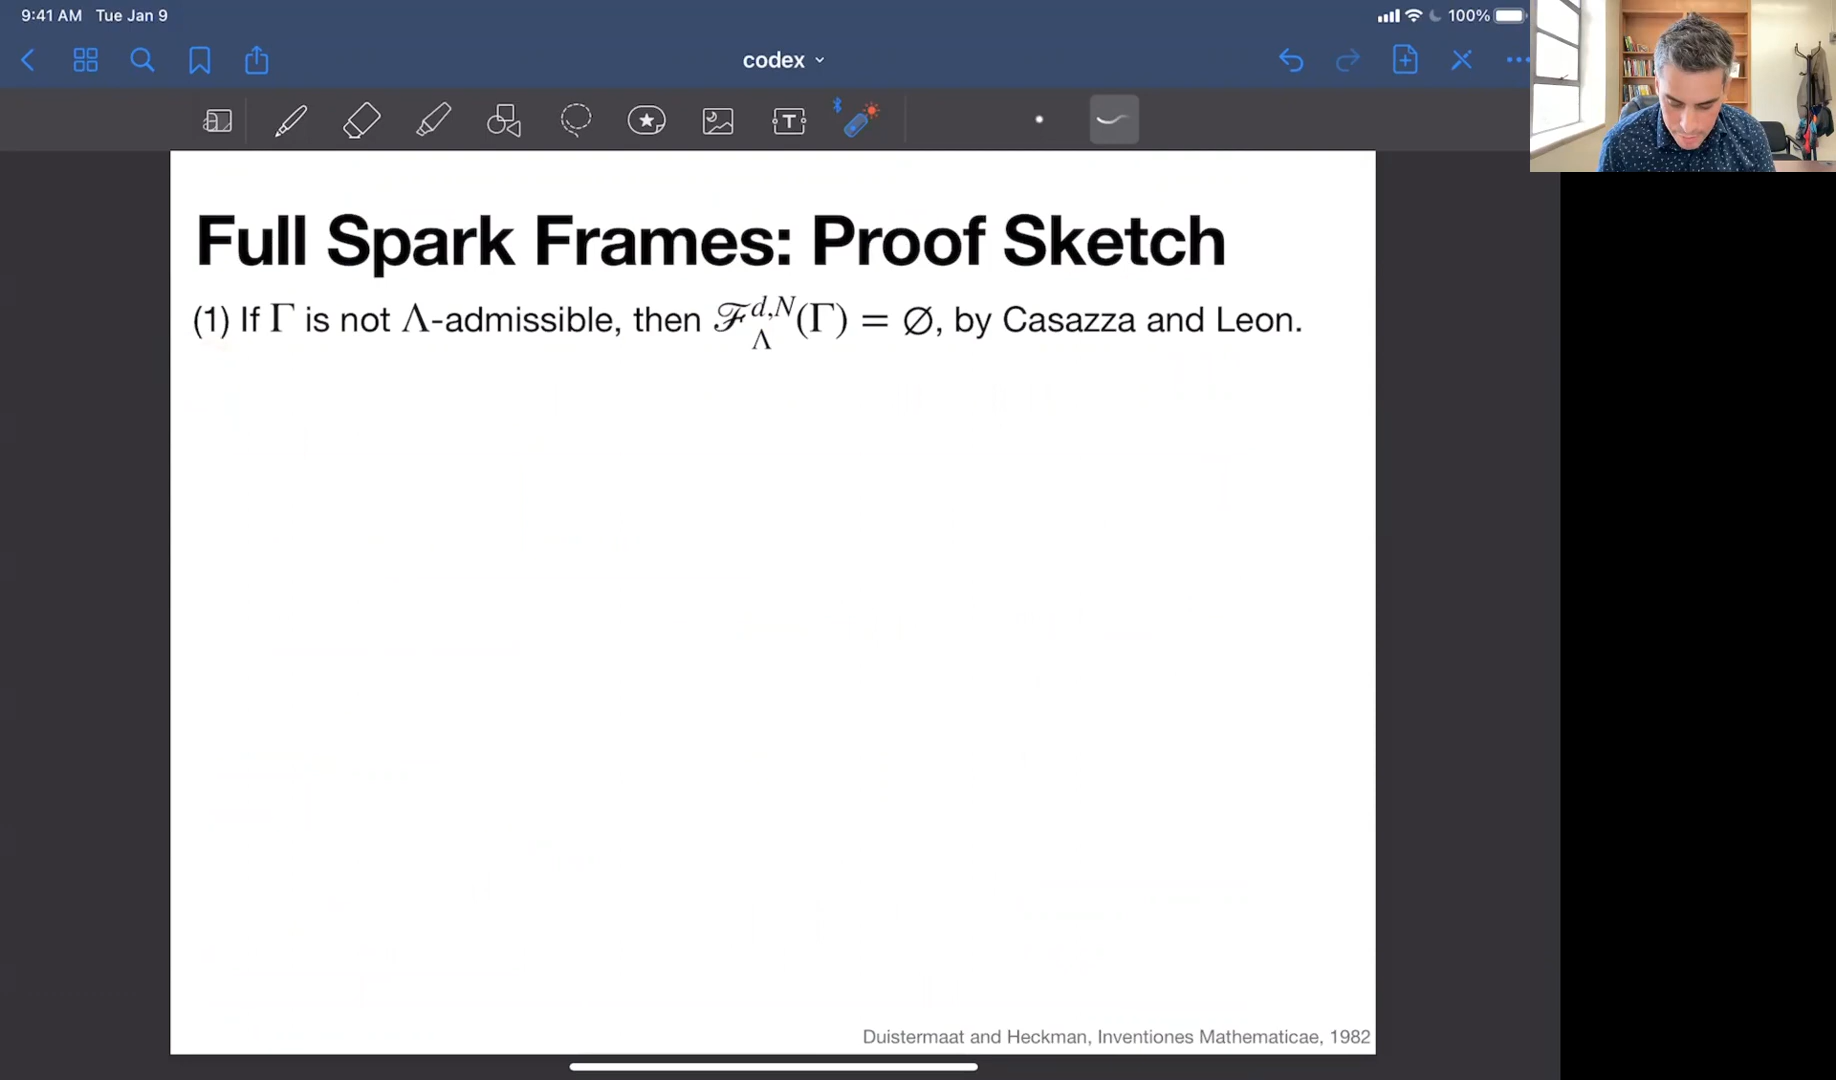 9:41 AM Tue Jan 9
100%
codex
T
Full Spark Frames: Proof Sketch
(1) If Γ is not Λ-admissible, then ℱ_Λ^{d,N}(Γ) = ∅, by Casazza and Leon.
Duistermaat and Heckman, Inventiones Mathematicae, 1982